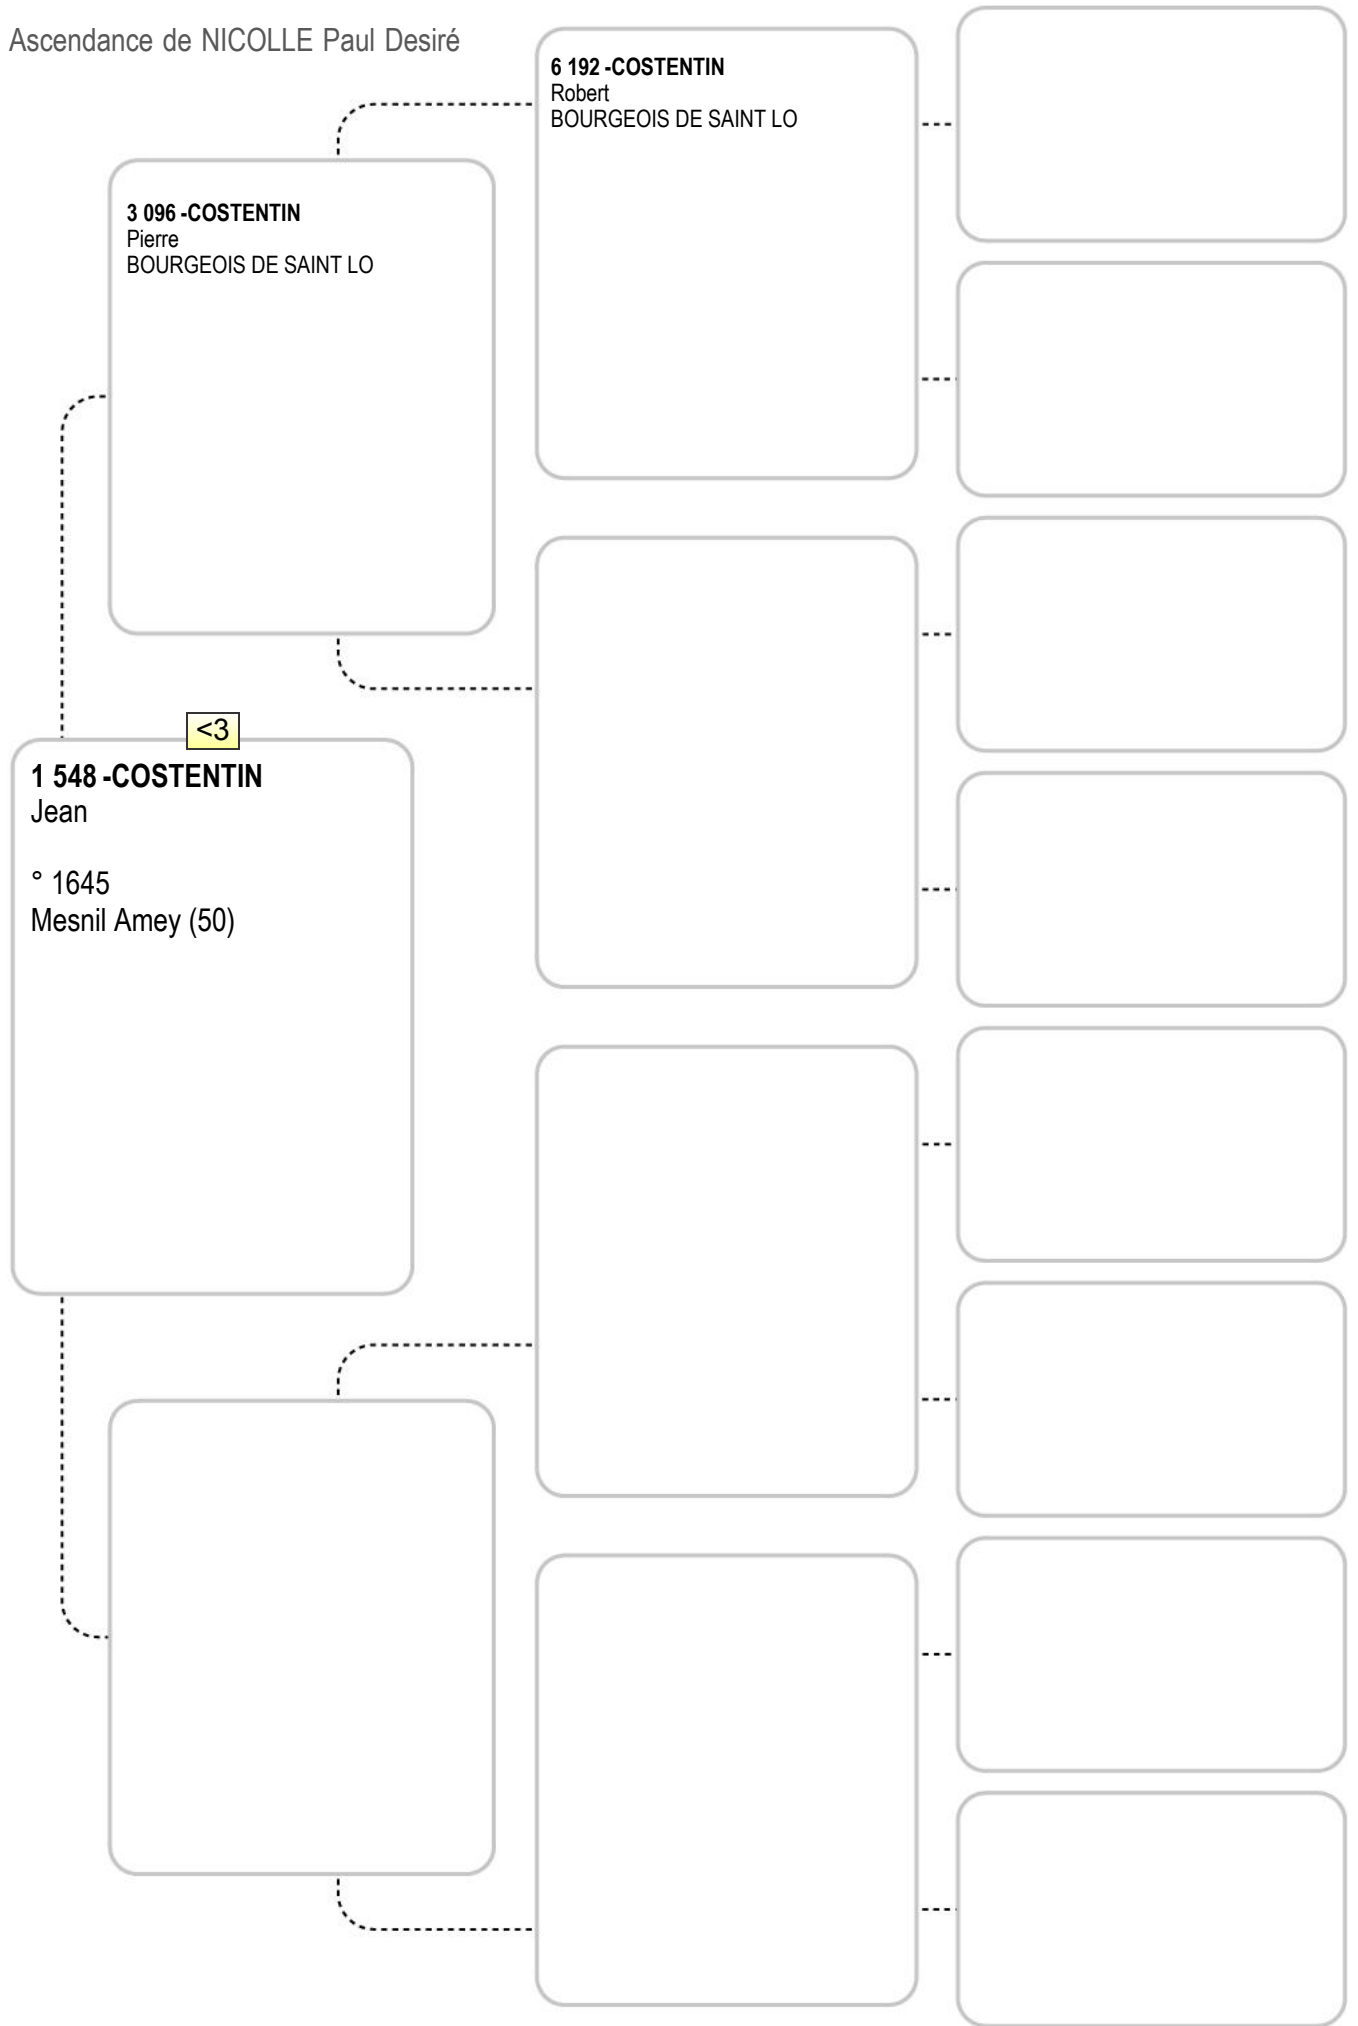 Ascendance de NICOLLE Paul Desiré
6 192 -COSTENTIN
Robert
BOURGEOIS DE SAINT LO
3 096 -COSTENTIN
Pierre
BOURGEOIS DE SAINT LO
<3
1 548 -COSTENTIN
Jean
° 1645
Mesnil Amey (50)